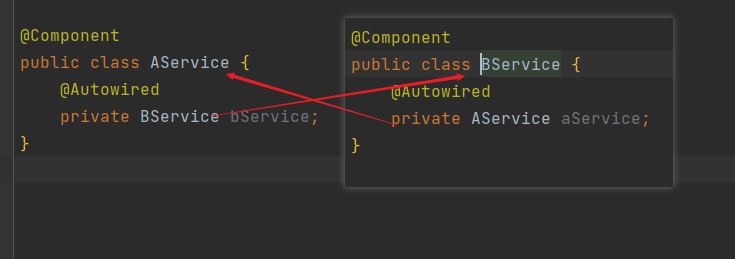 @Component
public class AService {
@Autowired
private BService bService;
}
@Component
public class BService {
@Autowired
private AService aService;
}